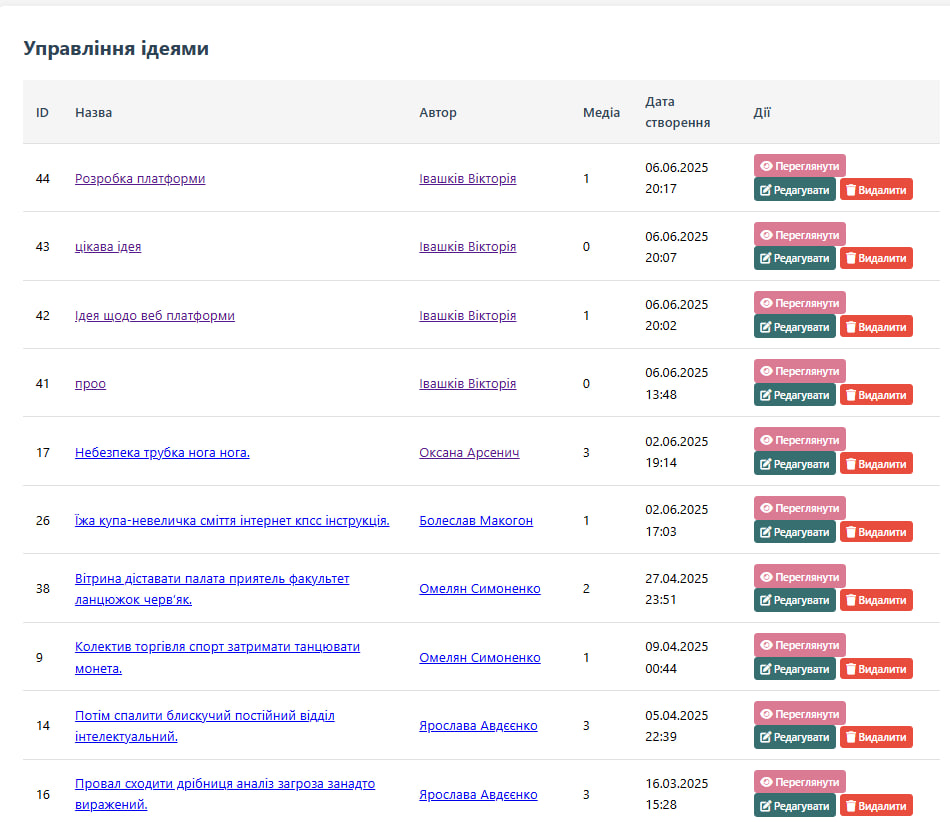 Управління ідеями
ID Назва Автор Медіа Дата створення Дії
44 Розробка платформи Івашків Вікторія 1 06.06.2025 20:17 Переглянути Редагувати Видалити
43 цікава ідея Івашків Вікторія 0 06.06.2025 20:07 Переглянути Редагувати Видалити
42 Ідея щодо веб платформи Івашків Вікторія 1 06.06.2025 20:02 Переглянути Редагувати Видалити
41 проо Івашків Вікторія 0 06.06.2025 13:48 Переглянути Редагувати Видалити
17 Небезпека трубка нога нога. Оксана Арсенич 3 02.06.2025 19:14 Переглянути Редагувати Видалити
26 Їжа купа-невеличка сміття інтернет кпсс інструкція. Болеслав Макогон 1 02.06.2025 17:03 Переглянути Редагувати Видалити
38 Вітрина діставати палата приятель факультет ланцюжок черв'як. Омелян Симоненко 2 27.04.2025 23:51 Переглянути Редагувати Видалити
9 Колектив торгівля спорт затримати танцювати монета. Омелян Симоненко 1 09.04.2025 00:44 Переглянути Редагувати Видалити
14 Потім спалити блискучий постійний відділ інтелектуальний. Ярослава Авдєєнко 3 05.04.2025 22:39 Переглянути Редагувати Видалити
16 Провал сходити дрібниця аналіз загроза занадто виражений. Ярослава Авдєєнко 3 16.03.2025 15:28 Переглянути Редагувати Видалити